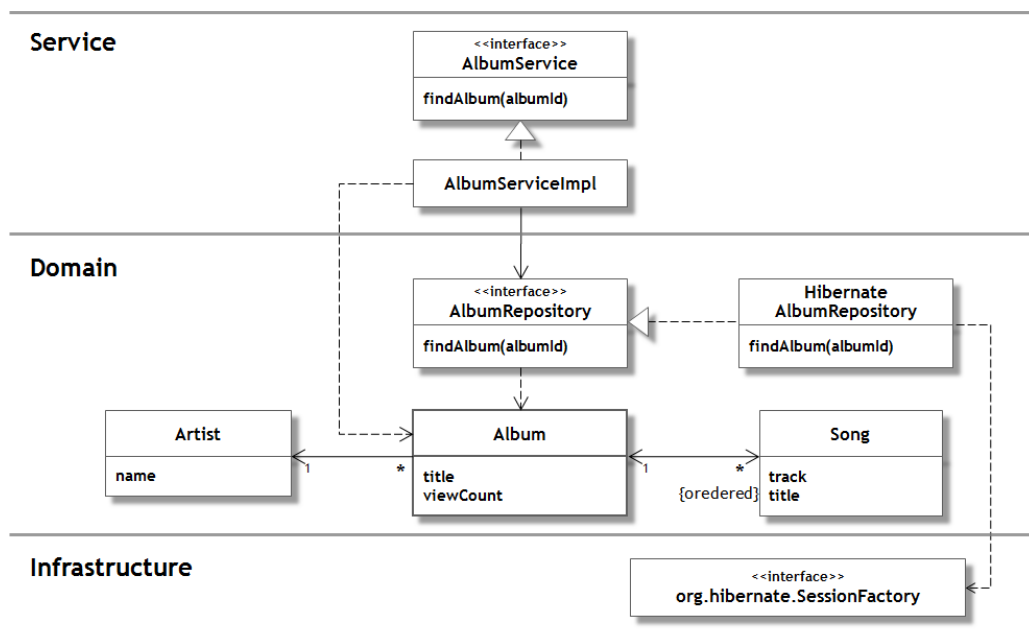 Service
<<interface>>
AlbumService
findAlbum(albumId)
AlbumServiceImpl
Domain
<<interface>>
AlbumRepository
findAlbum(albumId)
Hibernate
AlbumRepository
findAlbum(albumId)
Artist
name
1
*
Album
title
viewCount
1
*
{oredered}
Song
track
title
Infrastructure
<<interface>>
org.hibernate.SessionFactory